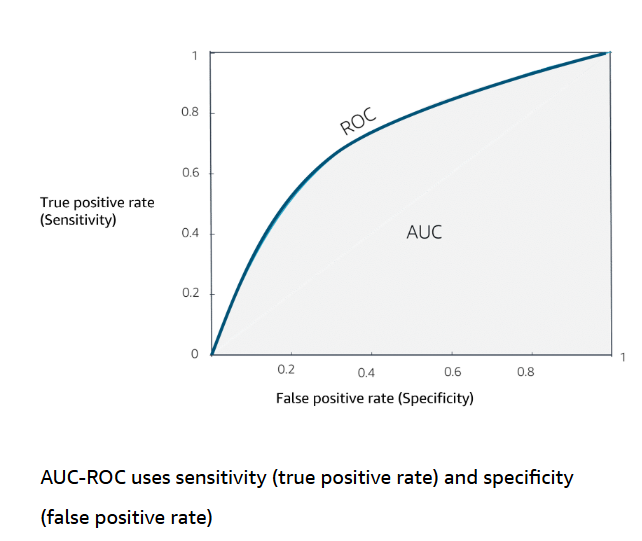 1
0.8
ROC
0.6
True positive rate
(Sensitivity)
0.4
AUC
0.2
0
1
0.2
0.4
0.6
0.8
False positive rate (Specificity)
AUC-ROC uses sensitivity (true positive rate) and specificity
(false positive rate)